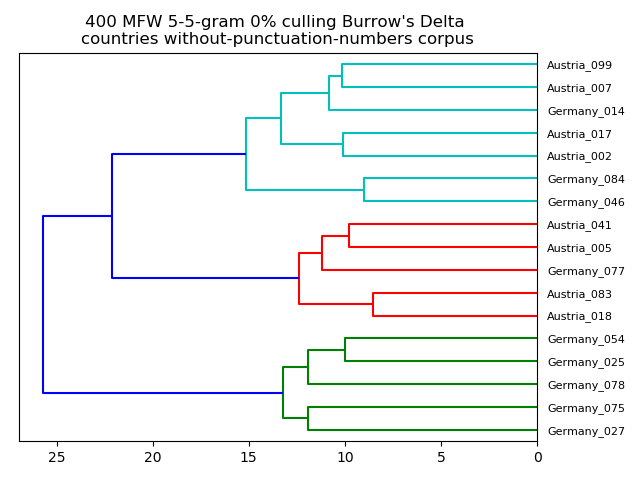 400 MFW 5-5-gram 0% culling Burrow's Delta
countries without-punctuation-numbers corpus
Austria_099
Austria_007
Germany_014
Austria_017
Austria_002
Germany_084
Germany_046
Austria_041
Austria_005
Germany_077
Austria_083
Austria_018
Germany_054
Germany_025
Germany_078
Germany_075
Germany_027
25 20 15 10 5 0